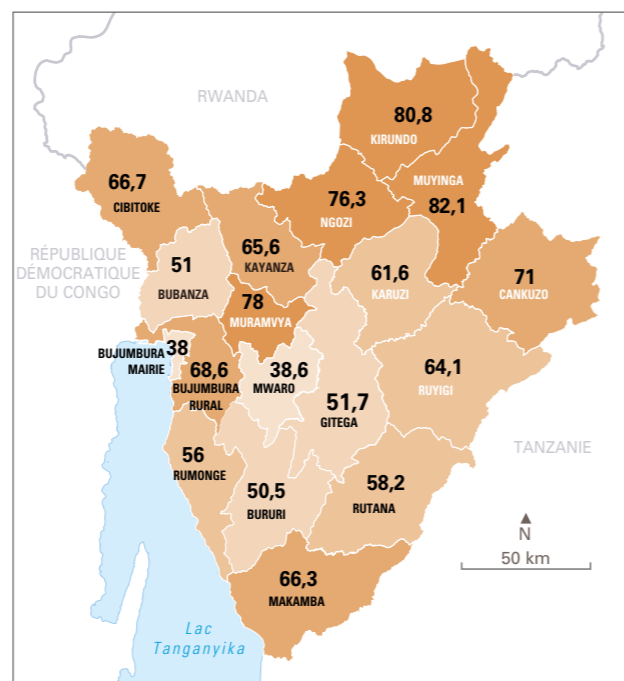 RWANDA
80,8
KIRUNDO
MUYINGA
82,1
76,3
NGOZI
66,7
CIBITOKE
65,6
KAYANZA
RÉPUBLIQUE
DÉMOCRATIQUE
DU CONGO
51
BUBANZA
61,6
KARUZI
71
CANKUZO
78
MURAMVYA
BUJUMBURA
MAIRIE
38
68,6
BUJUMBURA
RURAL
38,6
MWARO
51,7
GITEGA
64,1
RUYIGI
TANZANIE
56
RUMONGE
50,5
BURURI
58,2
RUTANA
N
50 km
66,3
MAKAMBA
Lac
Tanganyika